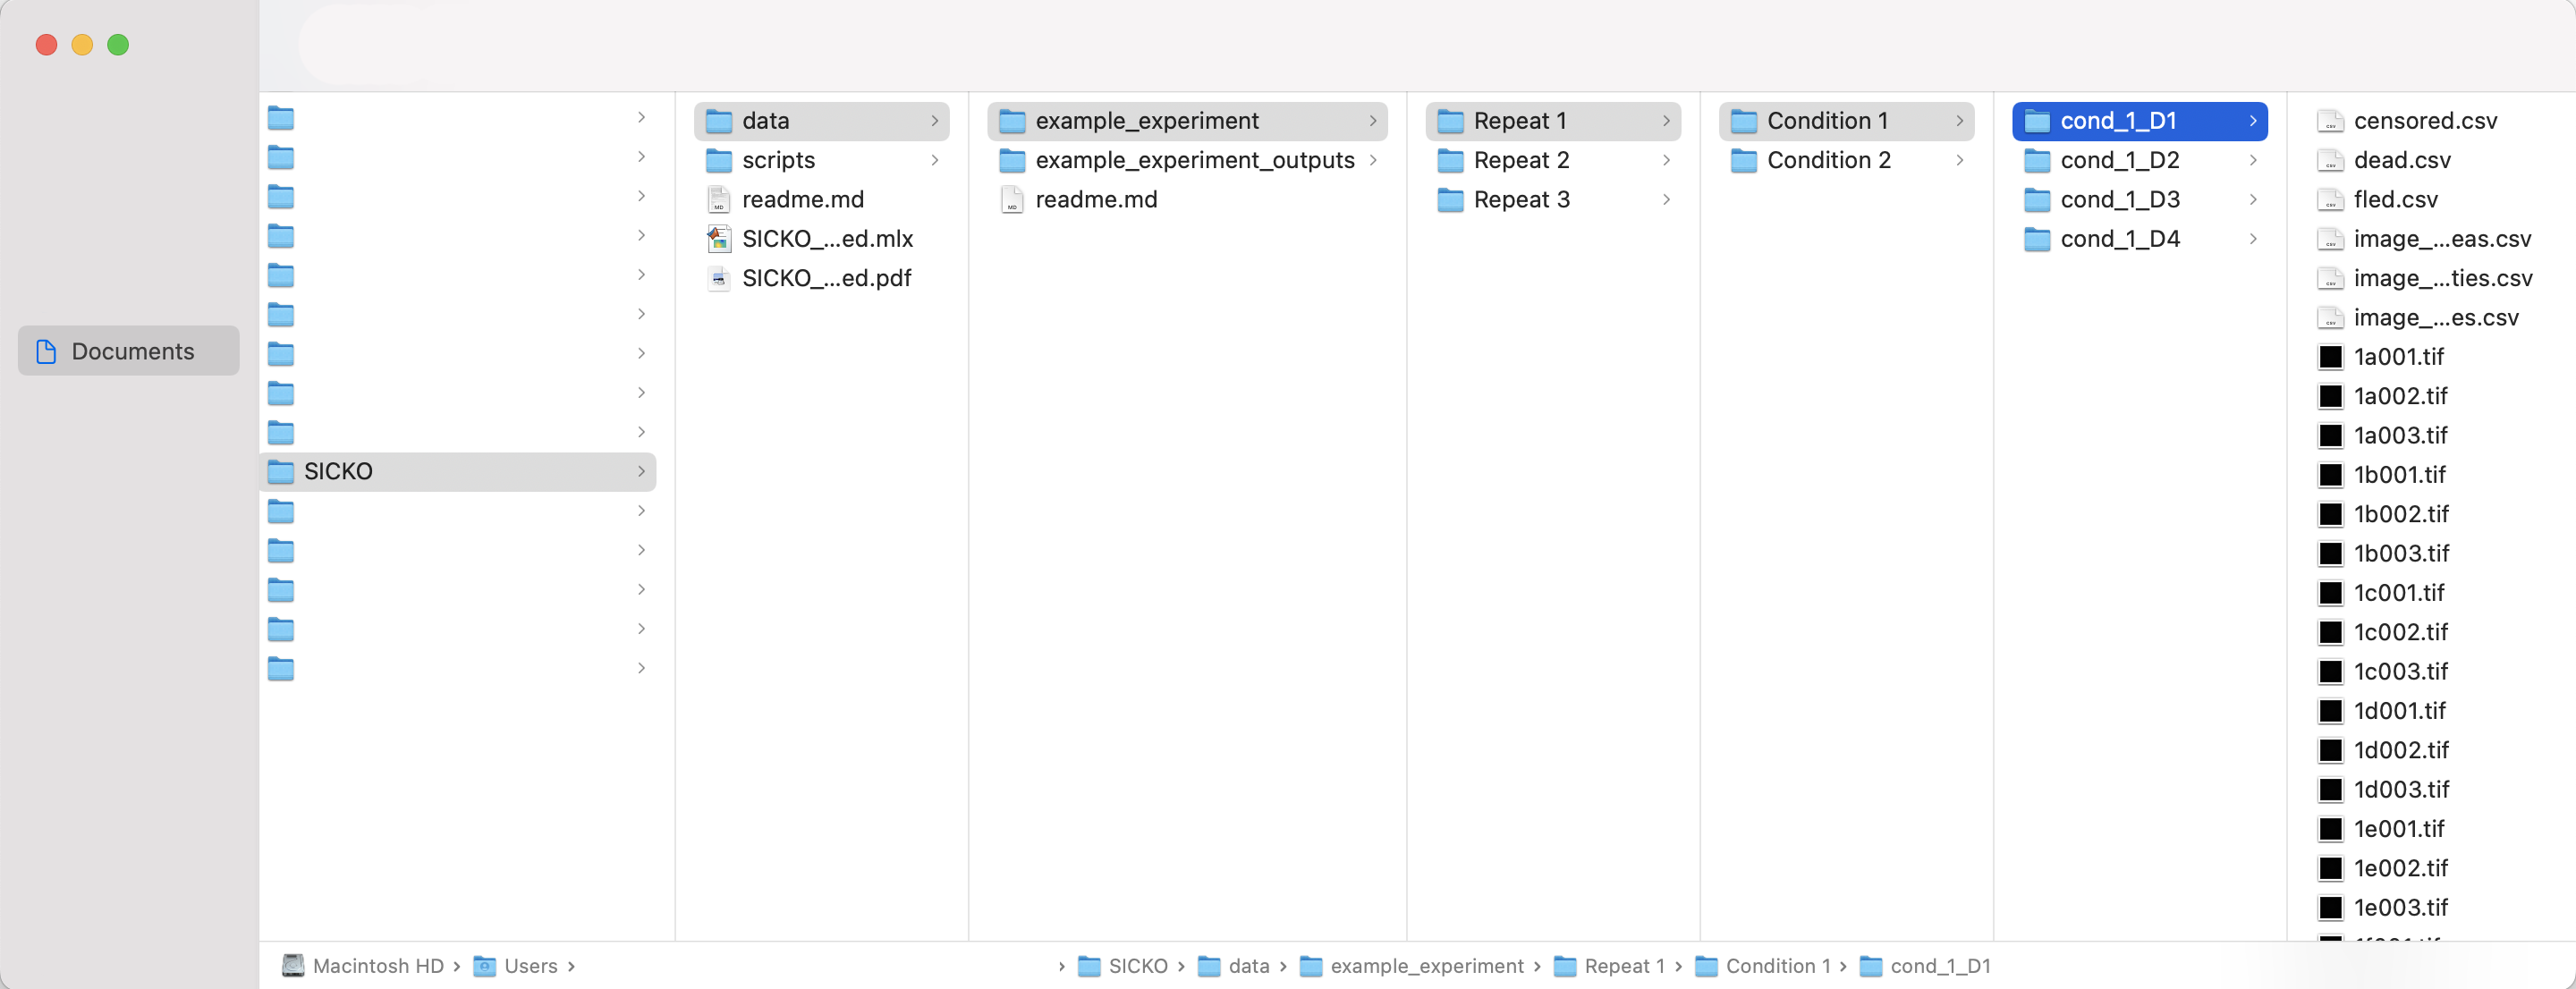 Documents
SICKO
data
scripts
readme.md
SICKO_...ed.mlx
SICKO_...ed.pdf
example_experiment
example_experiment_outputs
readme.md
Repeat 1
Repeat 2
Repeat 3
Condition 1
Condition 2
cond_1_D1
cond_1_D2
cond_1_D3
cond_1_D4
censored.csv
dead.csv
fled.csv
image_...eas.csv
image_...ties.csv
image_...es.csv
1a001.tif
1a002.tif
1a003.tif
1b001.tif
1b002.tif
1b003.tif
1c001.tif
1c002.tif
1c003.tif
1d001.tif
1d002.tif
1d003.tif
1e001.tif
1e002.tif
1e003.tif
Macintosh HD › Users › › SICKO › data › example_experiment › Repeat 1 › Condition 1 › cond_1_D1